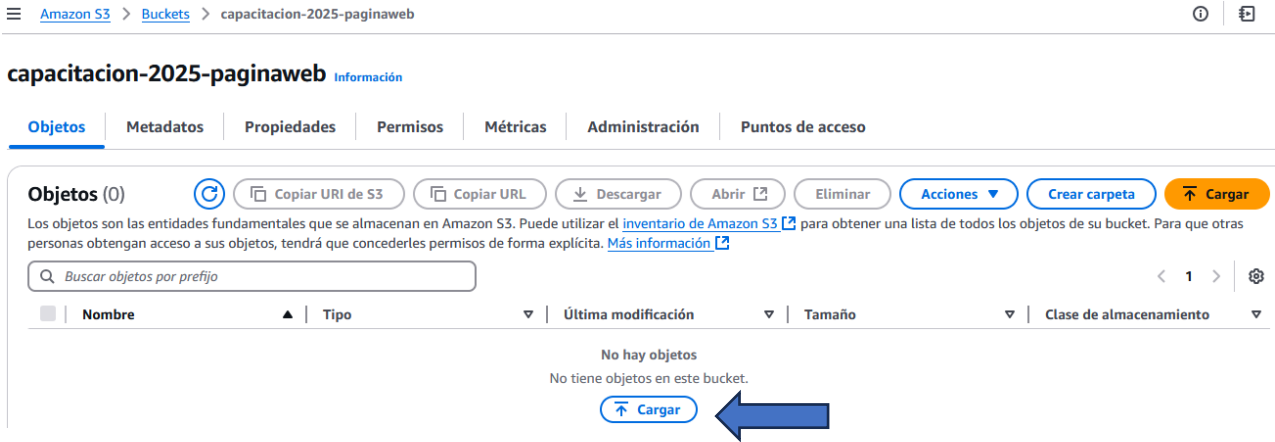 Amazon S3 > Buckets > capacitacion-2025-paginaweb
capacitacion-2025-paginaweb Información
Objetos Metadatos Propiedades Permisos Métricas Administración Puntos de acceso
Objetos (0) Copiar URI de S3 Copiar URL Descargar Abrir Eliminar Acciones Crear carpeta Cargar
Los objetos son las entidades fundamentales que se almacenan en Amazon S3. Puede utilizar el inventario de Amazon S3 para obtener una lista de todos los objetos de su bucket. Para que otras
personas obtengan acceso a sus objetos, tendrá que concederles permisos de forma explícita. Más información
Buscar objetos por prefijo < 1 >
Nombre Tipo Última modificación Tamaño Clase de almacenamiento
No hay objetos
No tiene objetos en este bucket.
Cargar